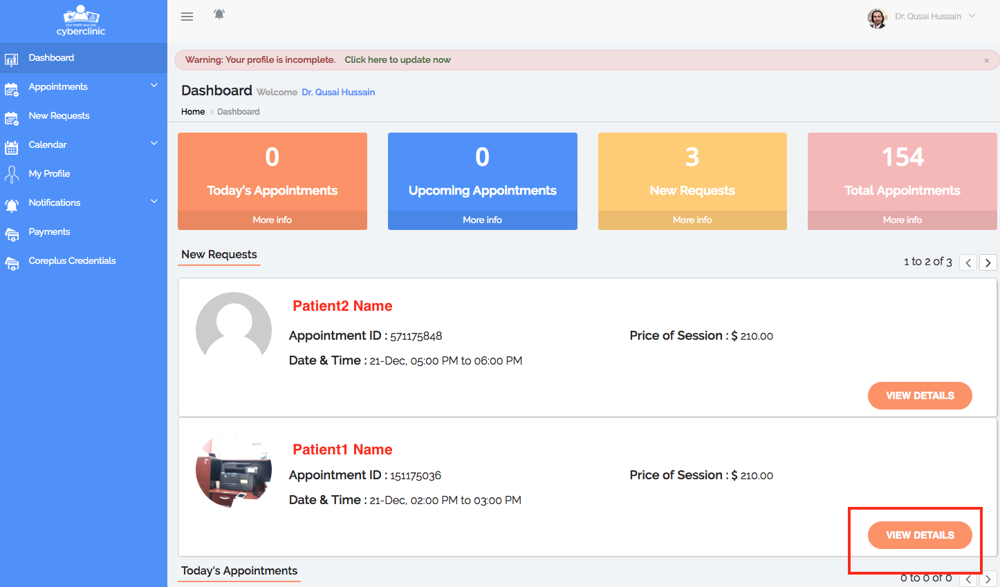 your health your way
cyberclinic
Dr. Qusai Hussain
Dashboard
Appointments
New Requests
Calendar
My Profile
Notifications
Payments
Coreplus Credentials
Warning: Your profile is incomplete. Click here to update now ×
Dashboard Welcome Dr. Qusai Hussain
Home > Dashboard
0
Today's Appointments
More info
0
Upcoming Appointments
More info
3
New Requests
More info
154
Total Appointments
More info
New Requests
1 to 2 of 3
Patient2 Name
Appointment ID : 571175848
Price of Session : $ 210.00
Date & Time : 21-Dec, 05:00 PM to 06:00 PM
VIEW DETAILS
Patient1 Name
Appointment ID : 151175036
Price of Session : $ 210.00
Date & Time : 21-Dec, 02:00 PM to 03:00 PM
VIEW DETAILS
Today's Appointments
0 to 0 of 0